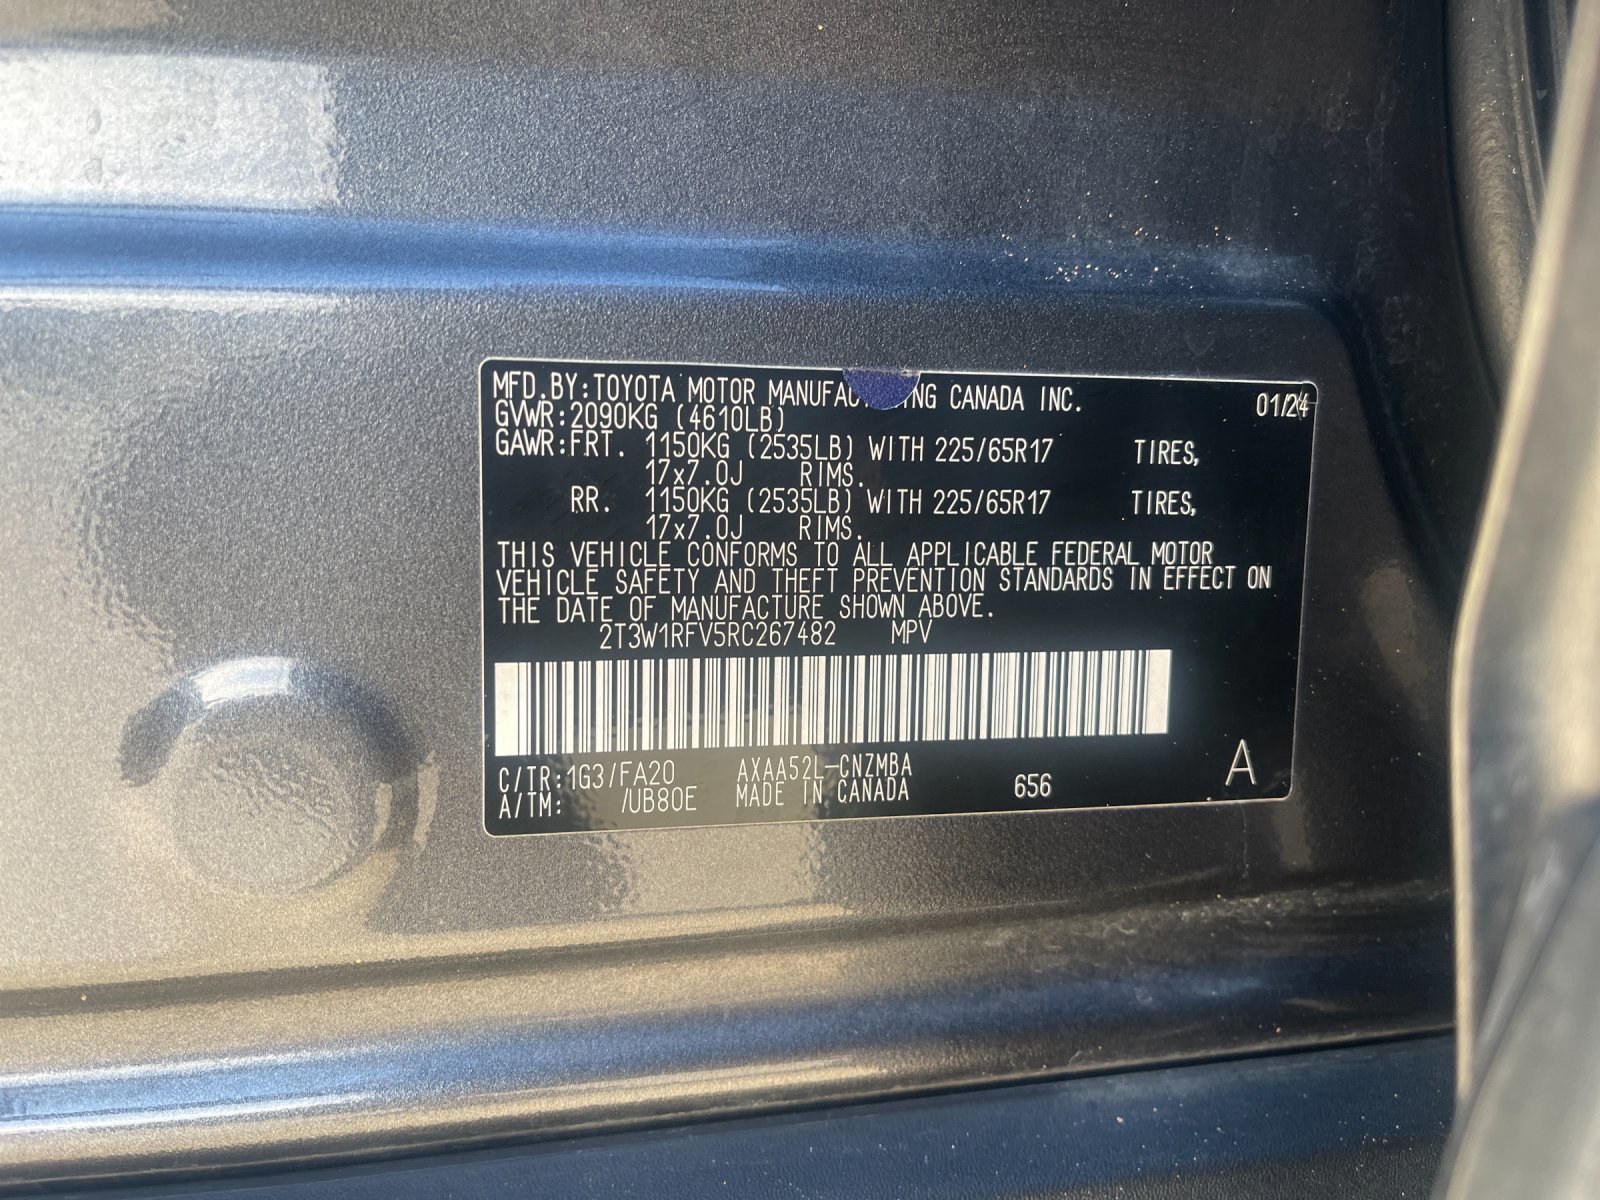 MFD.BY:TOYOTA MOTOR MANUFAC ING CANADA INC. 01/24
GVWR:2090KG (4610LB)
GAWR:FRT. 1150KG (2535LB) WITH 225/65R17 TIRES,
17x7.0J RIMS.
RR. 1150KG (2535LB) WITH 225/65R17 TIRES,
17x7.0J RIMS.
THIS VEHICLE CONFORMS TO ALL APPLICABLE FEDERAL MOTOR
VEHICLE SAFETY AND THEFT PREVENTION STANDARDS IN EFFECT ON
THE DATE OF MANUFACTURE SHOWN ABOVE.
2T3W1RFV5RC267482 MPV
C/TR:1G3/FA20 AXAA52L-CNZMBA 656 A
A/TM: /UB80E MADE IN CANADA